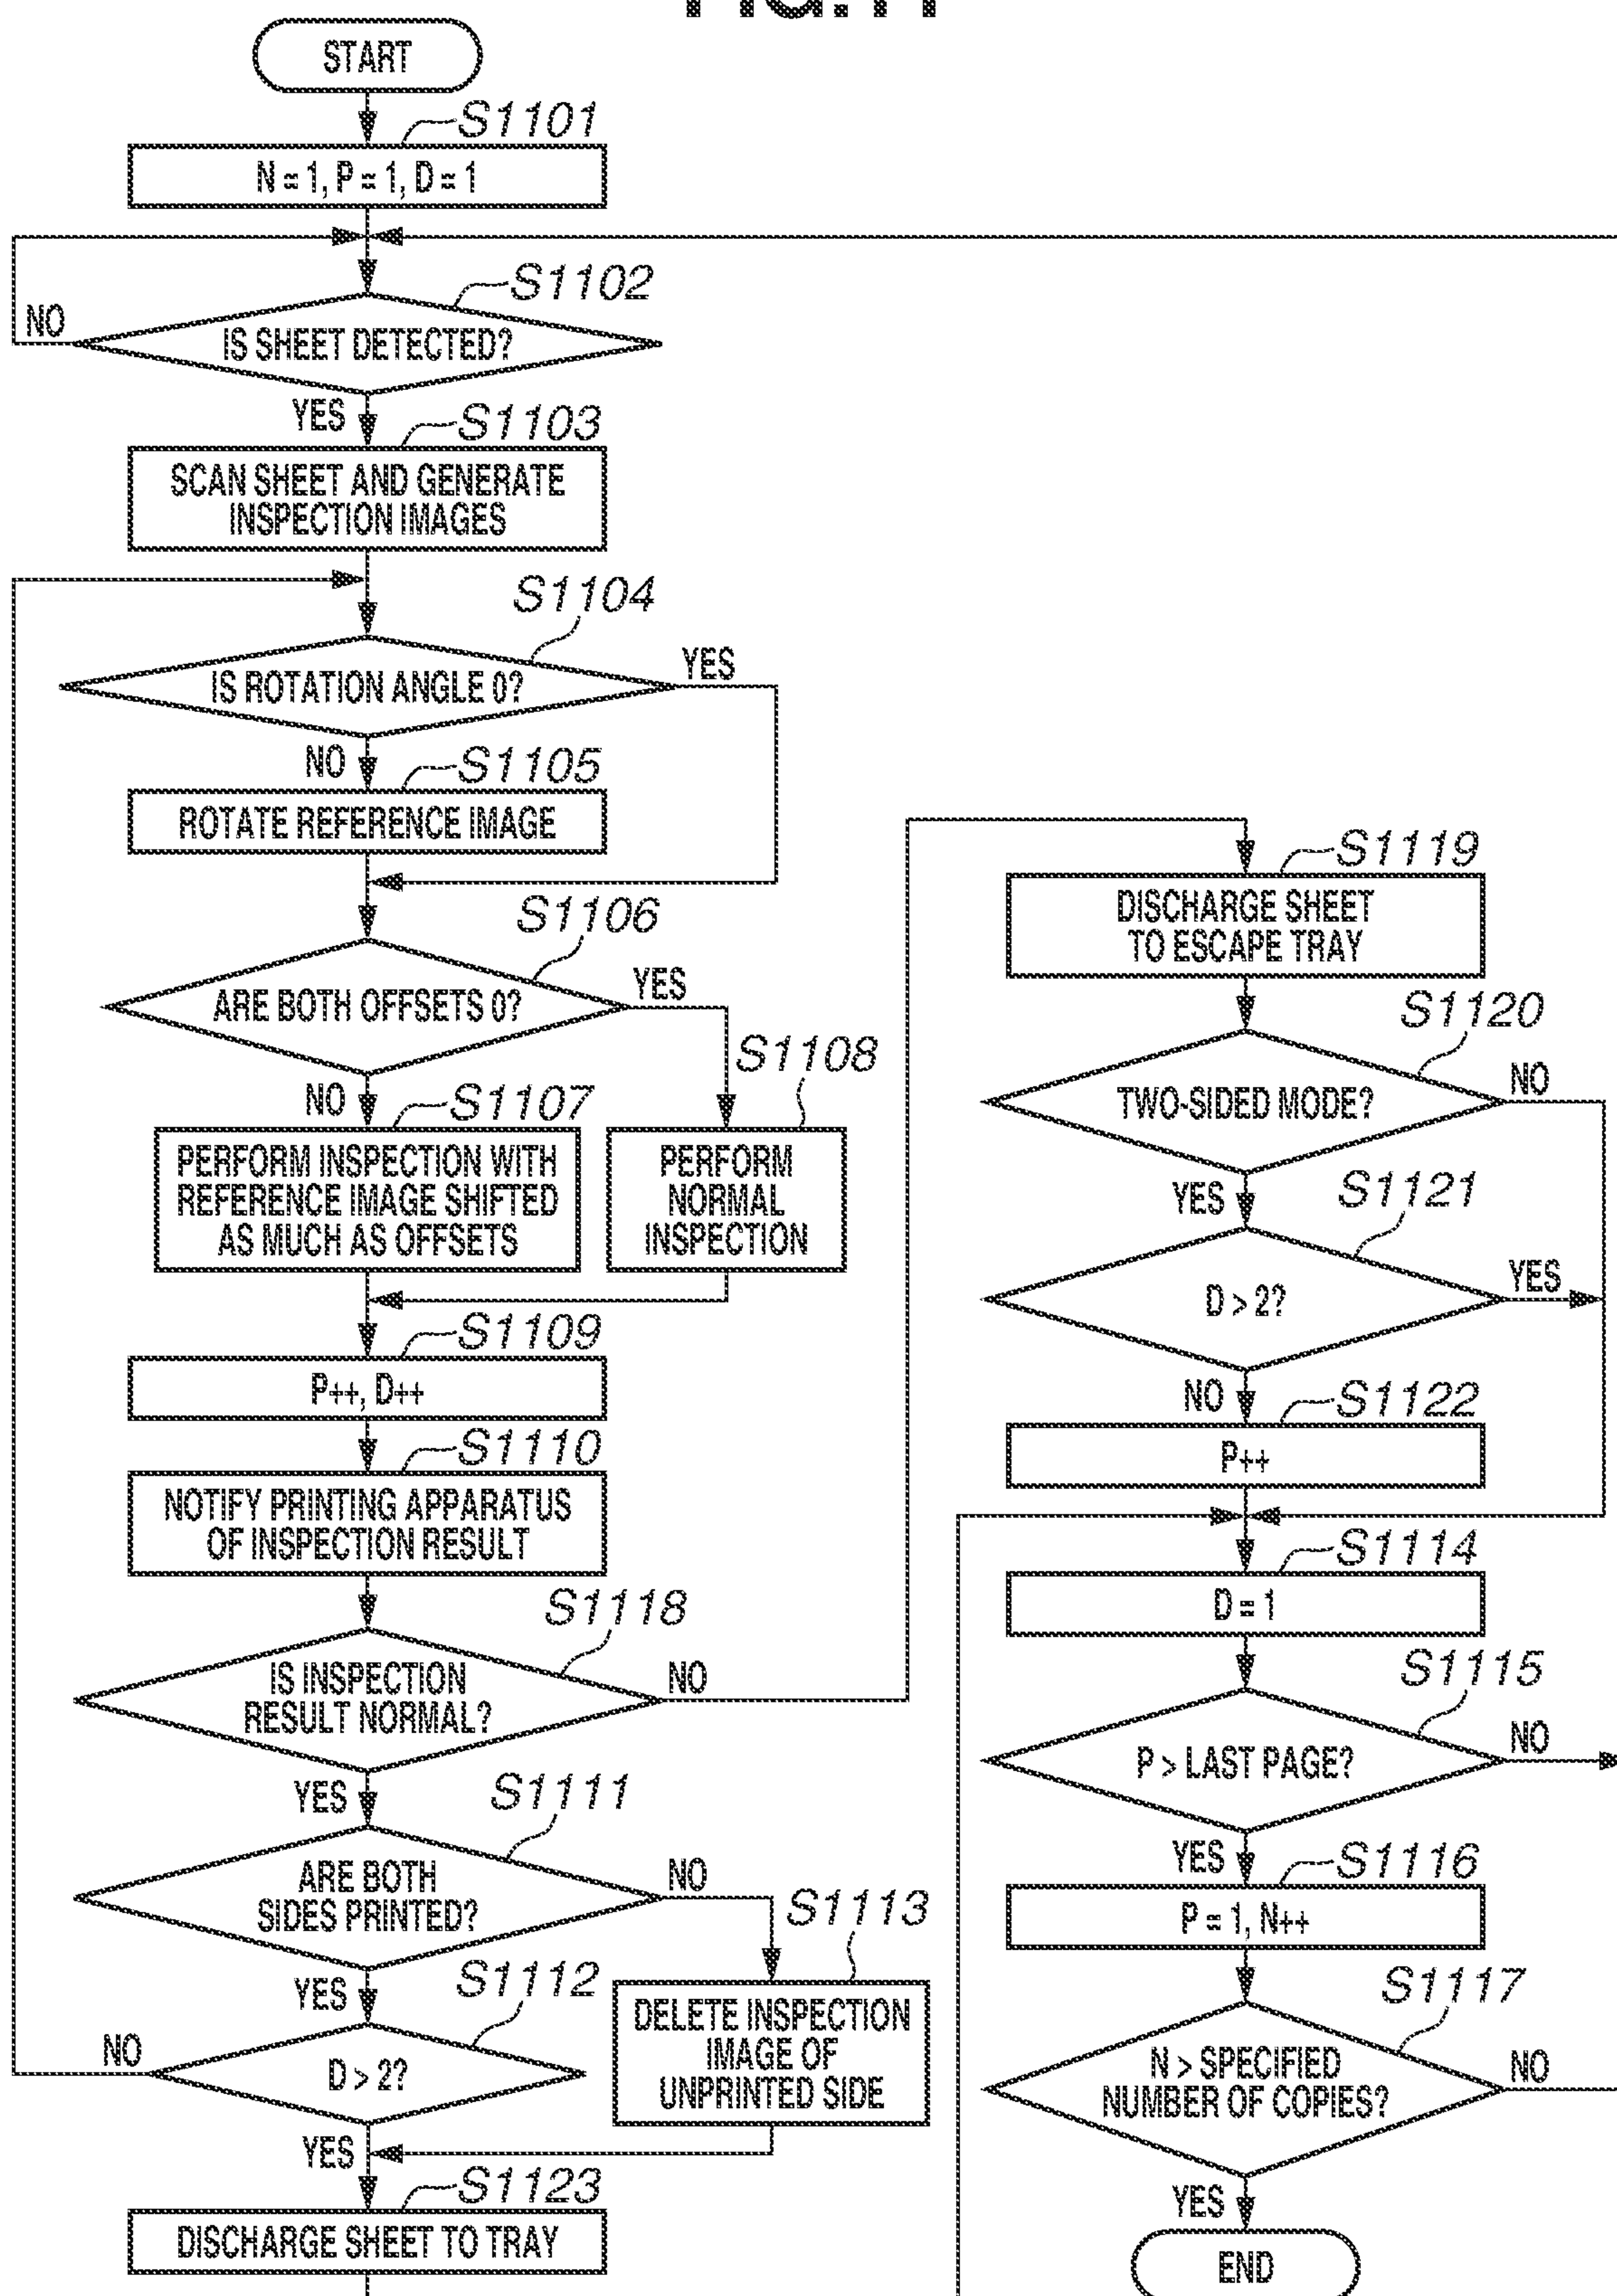 FIG.11
START
S1101
N = 1, P = 1, D = 1
S1102
NO
IS SHEET DETECTED?
YES
S1103
SCAN SHEET AND GENERATE
INSPECTION IMAGES
S1104
YES
IS ROTATION ANGLE 0?
NO
S1105
ROTATE REFERENCE IMAGE
S1106
YES
ARE BOTH OFFSETS 0?
S1108
NO
S1107
PERFORM INSPECTION WITH
REFERENCE IMAGE SHIFTED
AS MUCH AS OFFSETS
PERFORM
NORMAL
INSPECTION
S1109
P++, D++
S1110
NOTIFY PRINTING APPARATUS
OF INSPECTION RESULT
S1118
IS INSPECTION
RESULT NORMAL?
NO
YES
S1111
ARE BOTH
SIDES PRINTED?
NO
S1113
YES
S1112
DELETE INSPECTION
IMAGE OF
UNPRINTED SIDE
NO
D > 2?
YES
S1123
DISCHARGE SHEET TO TRAY
S1119
DISCHARGE SHEET
TO ESCAPE TRAY
S1120
NO
TWO-SIDED MODE?
YES
S1121
YES
D > 2?
NO
S1122
P++
S1114
D = 1
S1115
NO
P > LAST PAGE?
YES
S1116
P = 1, N++
S1117
N > SPECIFIED
NUMBER OF COPIES?
NO
YES
END